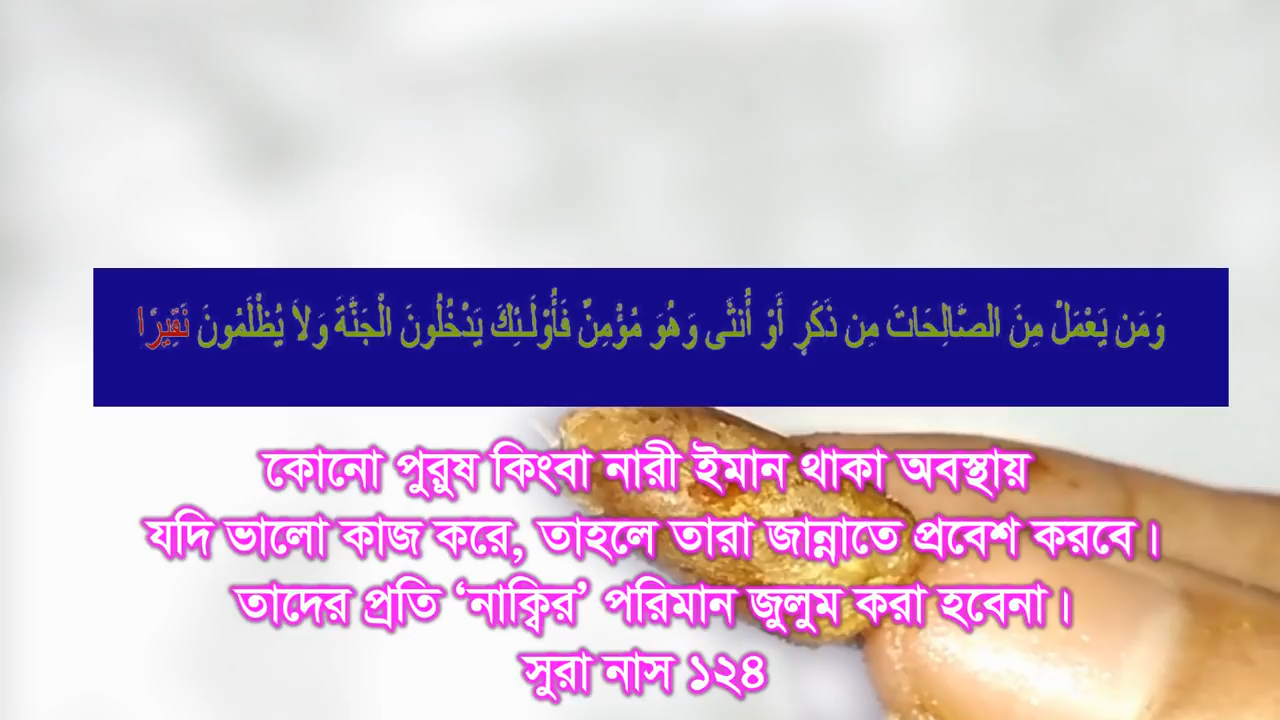 وَمَن يَعْمَلْ مِنَ الصَّالِحَاتَ مِن ذَكَرٍ أَوْ أُنثَى وَهُوَ مُؤْمِنٌ فَأُوْلَـئِكَ يَدْخُلُونَ الْجَنَّةَ وَلاَ يُظْلَمُونَ نَقِيرًا
কোনো পুরুষ কিংবা নারী ইমান থাকা অবস্থায়
যদি ভালো কাজ করে, তাহলে তারা জান্নাতে প্রবেশ করবে।
তাদের প্রতি ‘নাক্বির’ পরিমান জুলুম করা হবেনা।
সুরা নাস ১২৪